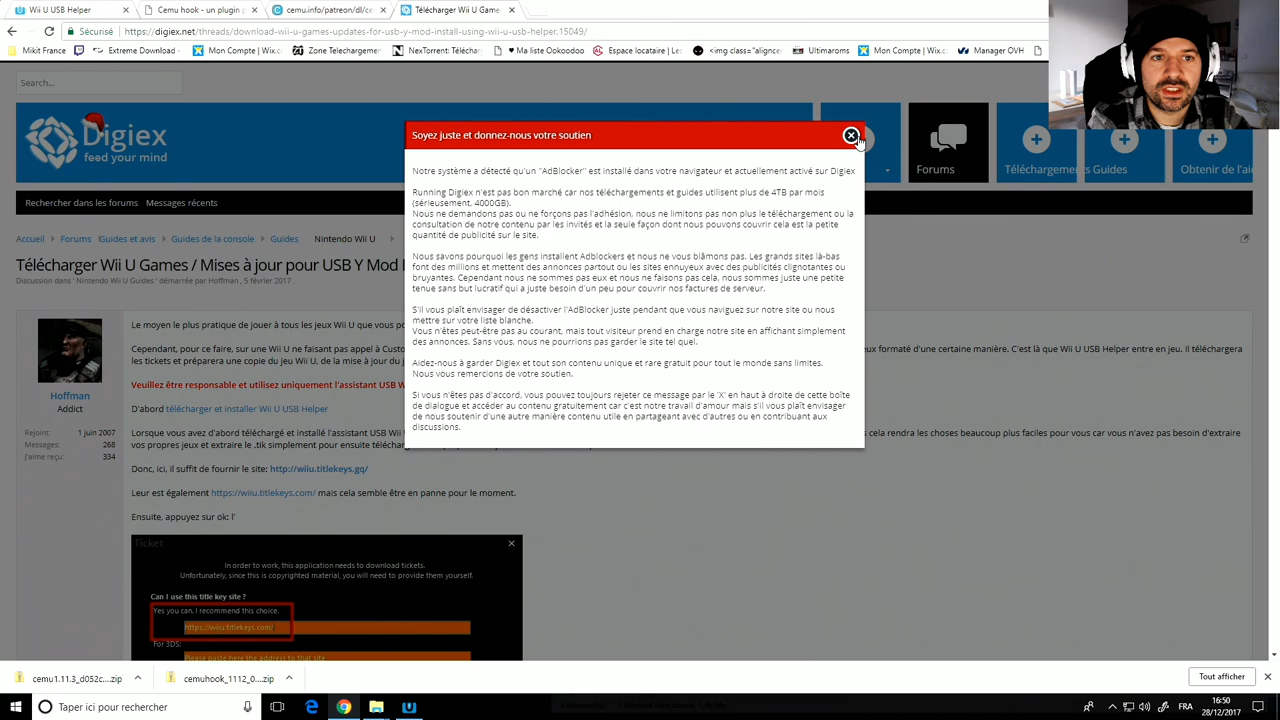 Wii U USB Helper
Cemu hook - un plugin p
cemu.info/patreon/dl/ce
Télécharger Wii U Game
Sécurisé
https://digiex.net/threads/download-wii-u-games-updates-for-usb-y-mod-install-using-wii-u-usb-helper.15049/
Mikit France
Extreme Download -
Mon Compte | Wix.c
Zone Telechargemen
NexTorrent: Téléchar
♥ Ma liste Ookoodoo
Espace locataire | Ge
<img class="alignce
Ultimaoms
Mon Compte | Wix.c
Manager OVH
Search...
Digiex
feed your mind
Forums
Téléchargements
Guides
Obtenir de l'aid
Rechercher dans les forums Messages récents
Accueil Forums Guides et avis Guides de la console Guides Nintendo Wii U
Télécharger Wii U Games / Mises à jour pour USB Y Mod
Discussion dans ' Nintendo Wii U Guides ' démarrée par Hoffman , 5 février 2017 .
Soyez juste et donnez-nous votre soutien
Notre système a détecté qu'un "AdBlocker" est installé dans votre navigateur et actuellement activé sur Digiex
Running Digiex n'est pas bon marché car nos téléchargements et guides utilisent plus de 4TB par mois
(sérieusement, 4000GB).
Nous ne demandons pas ou ne forçons pas l'adhésion, nous ne limitons pas non plus le téléchargement ou la
consultation de notre contenu par les invités et la seule façon dont nous pouvons couvrir cela est la petite
quantité de publicité sur le site.
Nous savons pourquoi les gens installent Adblockers et nous ne vous blâmons pas. Les grands sites là-bas
font des millions et mettent des annonces partout ou les sites ennuyeux avec des publicités clignotantes ou
bruyantes. Cependant nous ne sommes pas eux et nous ne faisons pas cela, nous sommes juste une petite
tenue sans but lucratif qui a juste besoin d'un peu pour couvrir nos factures de serveur.
S'il vous plaît envisager de désactiver l'AdBlocker juste pendant que vous naviguez sur notre site ou nous
mettre sur votre liste blanche.
Vous n'êtes peut-être pas au courant, mais tout visiteur prend en charge notre site en affichant simplement
des annonces. Sans vous, nous ne pourrions pas garder le site tel quel.
Aidez-nous à garder Digiex et tout son contenu unique et rare gratuit pour tout le monde sans limites.
Nous vous remercions de votre soutien.
Si vous n'êtes pas d'accord, vous pouvez toujours rejeter ce message par le 'X' en haut à droite de cette boîte
de dialogue et accéder au contenu gratuitement car c'est notre travail d'amour mais s'il vous plaît envisager
de nous soutenir d'une autre manière contenu utile en partageant avec d'autres ou en contribuant aux
discussions.
Hoffman
Addict
Rejoint: 1 juin 2007
Messages: 268
J'aime reçu: 334
Le moyen le plus pratique de jouer à tous les jeux Wii U que vous po
Cependant, pour ce faire, sur une Wii U ne faisant pas appel à Custo
eux formaté d'une certaine manière. C'est là que Wii U USB Helper entre en jeu. Il téléchargera
les tickets et préparera une copie du jeu Wii U, de la mise à jour du j
Veuillez être responsable et utilisez uniquement l'assistant USB W
D'abord télécharger et installer Wii U USB Helper
Lorsque vous avez d'abord téléchargé et installé l'assistant USB Wii
cela rendra les choses beaucoup plus faciles pour vous car vous n'avez pas besoin d'extraire
vos propres jeux et extraire le .tik simplement pour ensuite télécharg
Donc, ici, il suffit de fournir le site: http://wiiu.titlekeys.gq/
Leur est également https://wiiu.titlekeys.com/ mais cela semble être en panne pour le moment.
Ensuite, appuyez sur ok: l'
Ticket
In order to work, this application needs to download tickets.
Unfortunately, since this is copyrighted material, you will need to provide them yourself.
Can I use this title key site ?
Yes you can. I recommend this choice.
https://wiiu.titlekeys.com/
For 3DS:
Please paste here the address to that site
cemu1.11.3_d052c....zip
cemuhook_1112_0....zip
Tout afficher
Taper ici pour rechercher
FRA
16:50
28/12/2017